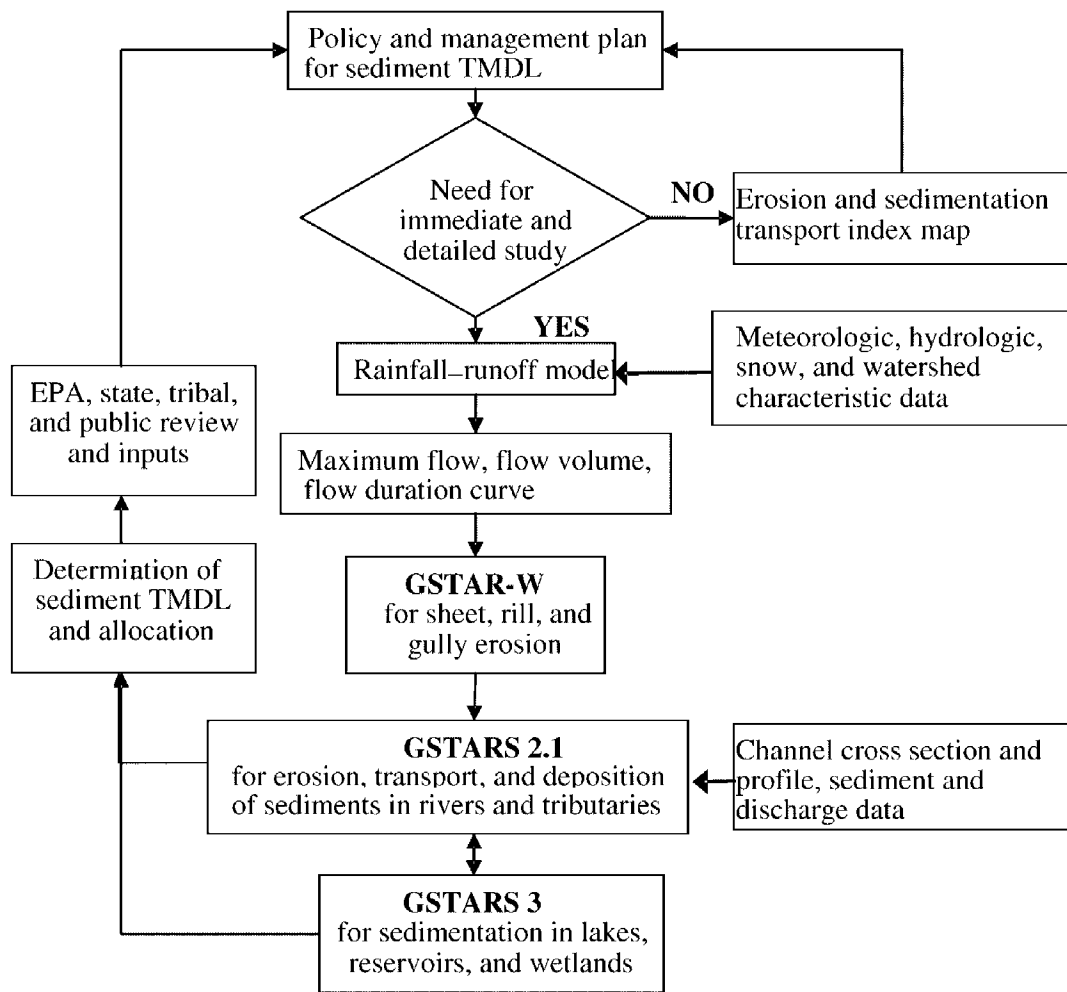 Policy and management plan
for sediment TMDL
Need for
immediate and
detailed study
NO
Erosion and sedimentation
transport index map
YES
Rainfall–runoff model
Meteorologic, hydrologic,
snow, and watershed
characteristic data
EPA, state, tribal,
and public review
and inputs
Maximum flow, flow volume,
flow duration curve
Determination of
sediment TMDL
and allocation
GSTAR-W
for sheet, rill, and
gully erosion
GSTARS 2.1
for erosion, transport, and deposition
of sediments in rivers and tributaries
Channel cross section and
profile, sediment and
discharge data
GSTARS 3
for sedimentation in lakes,
reservoirs, and wetlands